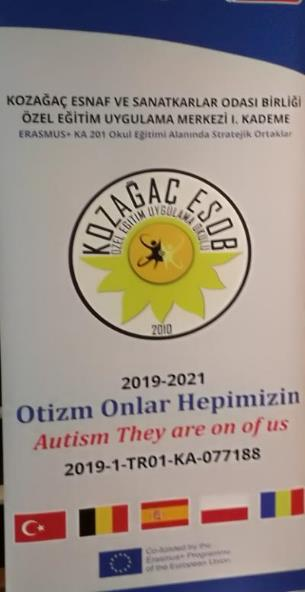 KOZAĞAÇ ESNAF VE SANATKARLAR ODASI BİRLİĞİ
ÖZEL EĞİTİM UYGULAMA MERKEZİ I. KADEME
ERASMUS+ KA 201 Okul Eğitimi Alanında Stratejik Ortaklar
KOZAĞAÇ ESOB
ÖZEL EĞİTİM UYGULAMA OKULU
2010
2019-2021
Otizm Onlar Hepimizin
Autism They are on of us
2019-1-TR01-KA-077188
Co-funded by the
Erasmus+ Programme
of the European Union